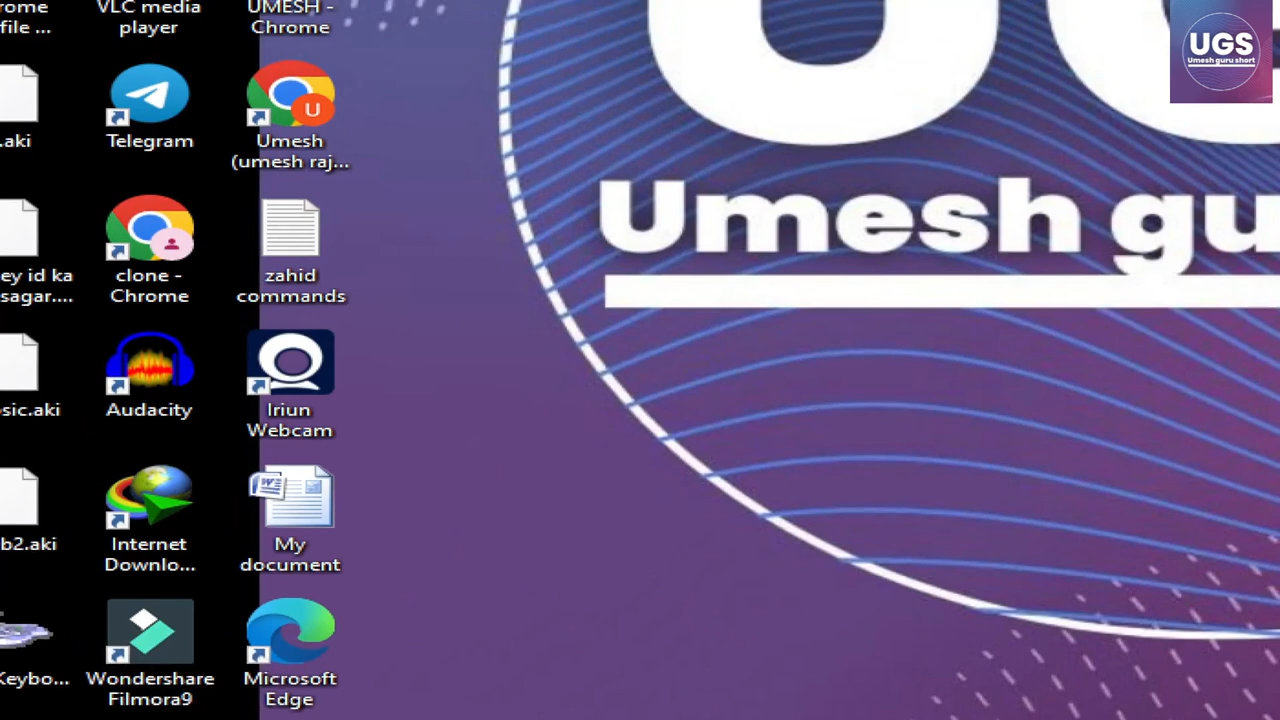 rome
file ...
VLC media
player
UMESH -
Chrome
.aki
Telegram
U
Umesh
(umesh raj...
ey id ka
sagar....
clone -
Chrome
zahid
commands
sic.aki
Audacity
Iriun
Webcam
b2.aki
Internet
Downlo...
W
My
document
Keybo...
Wondershare
Filmora9
Microsoft
Edge
Umesh gu
UGS
Umesh guru short